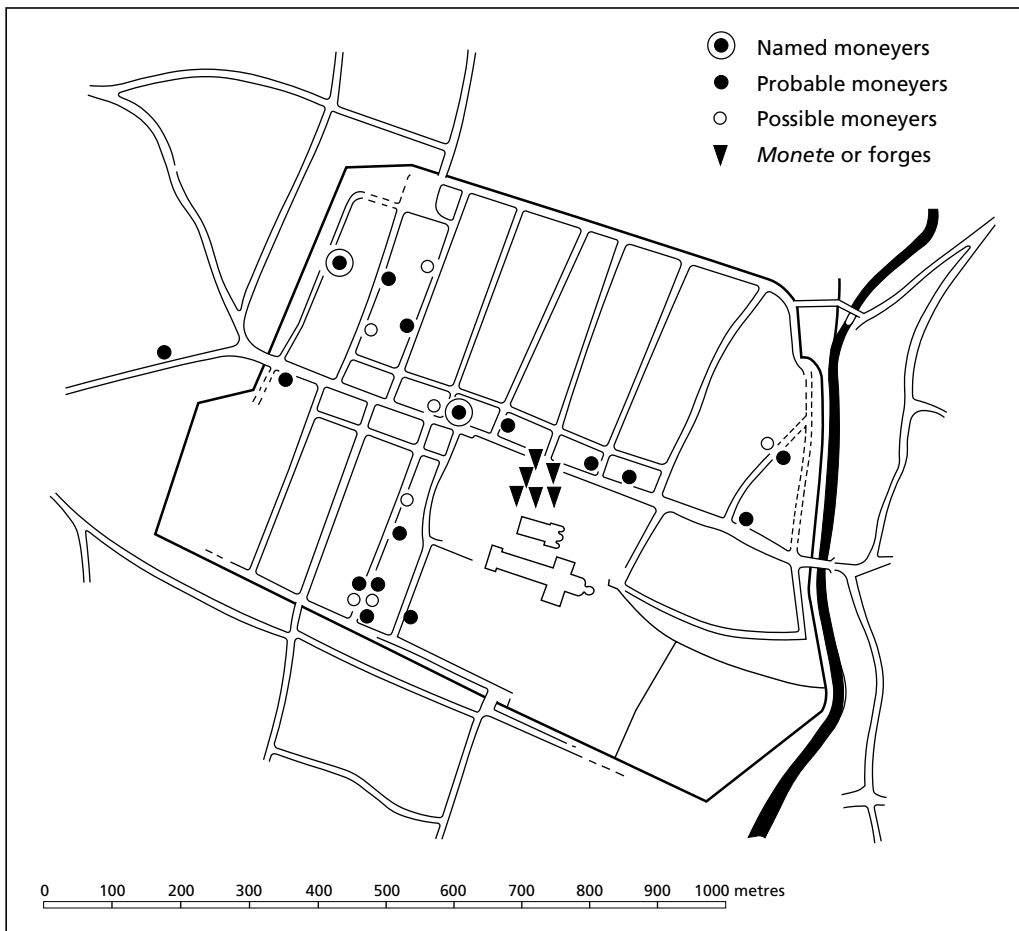 Named moneyers
Probable moneyers
Possible moneyers
Monete or forges
0 100 200 300 400 500 600 700 800 900 1000 metres